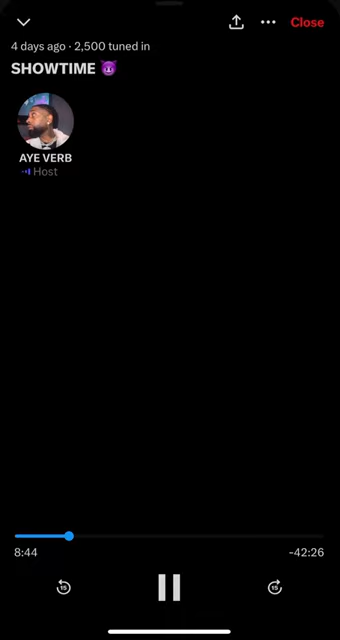 Close
4 days ago · 2,500 tuned in
SHOWTIME 😈
AYE VERB
Host
8:44
-42:26
15
15